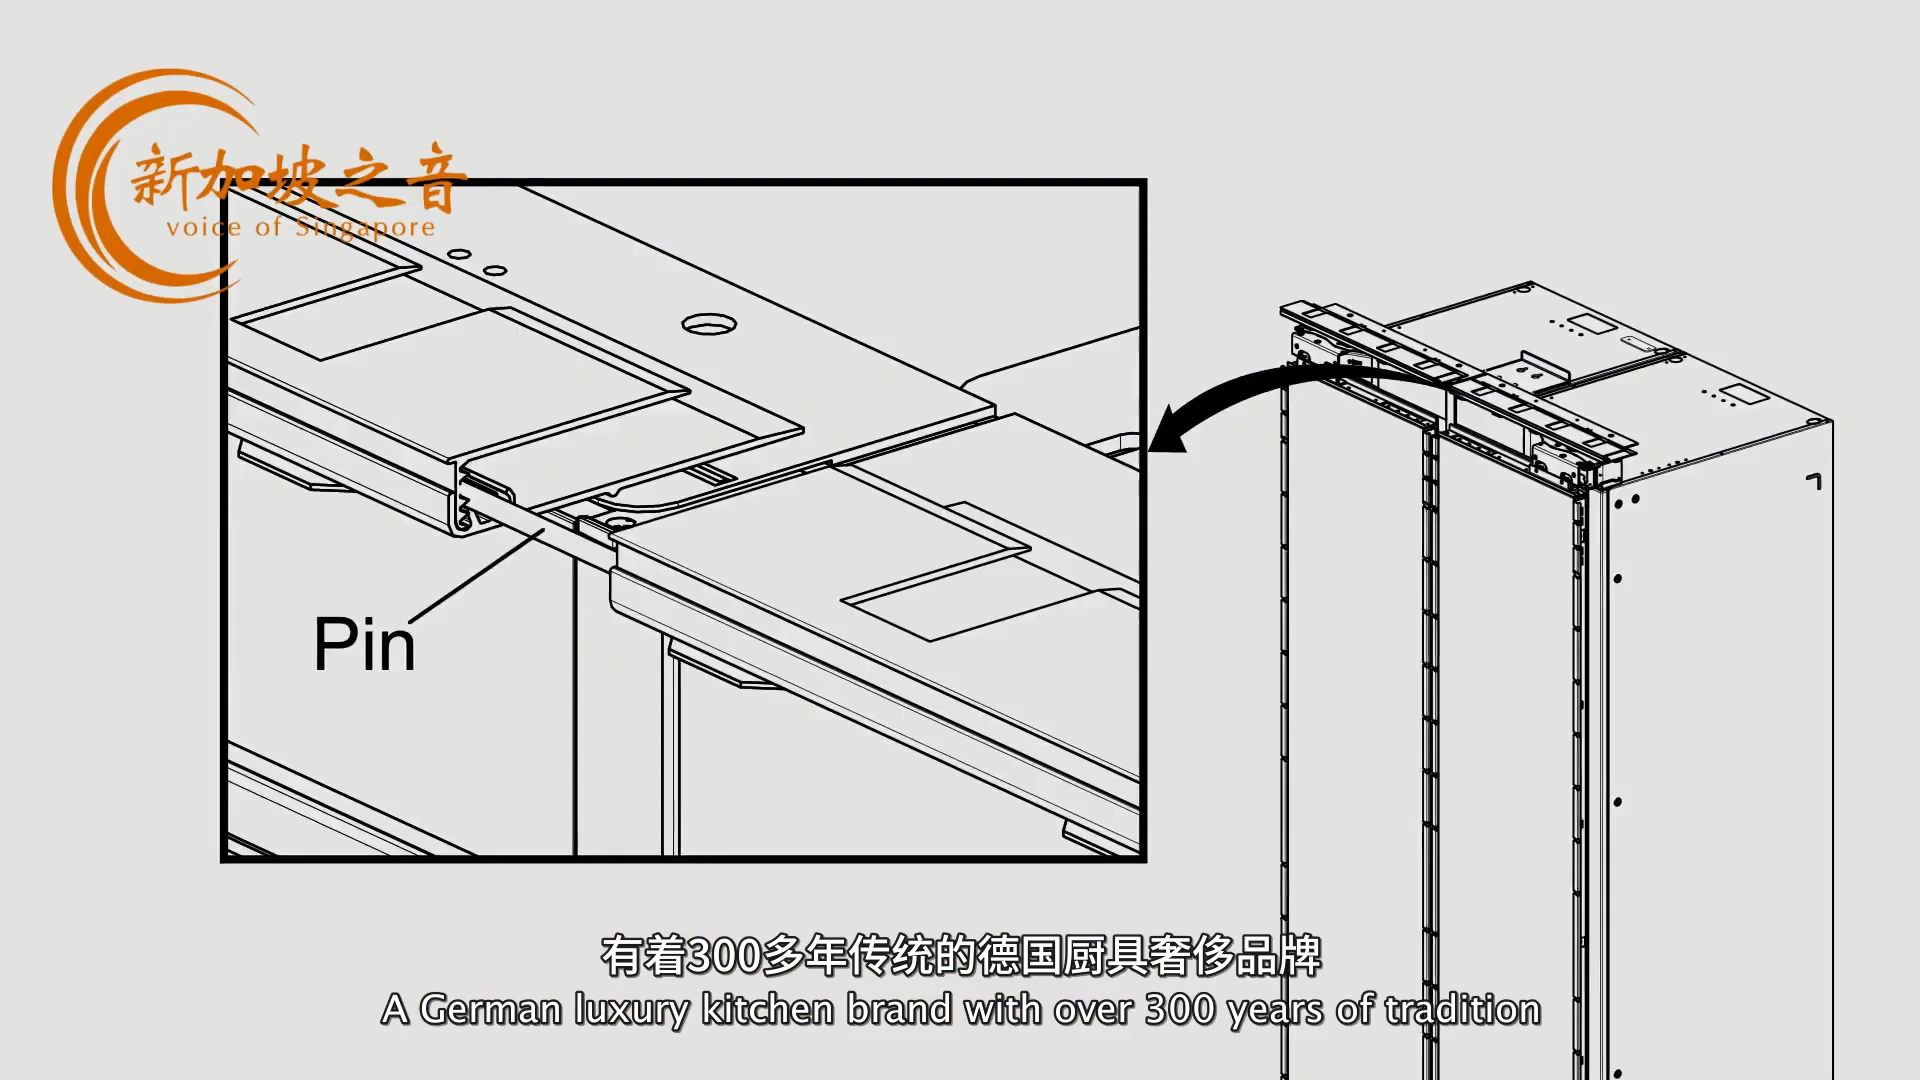 新加坡之音
voice of Singapore
Pin
有着300多年传统的德国厨具奢侈品牌
A German luxury kitchen brand with over 300 years of tradition